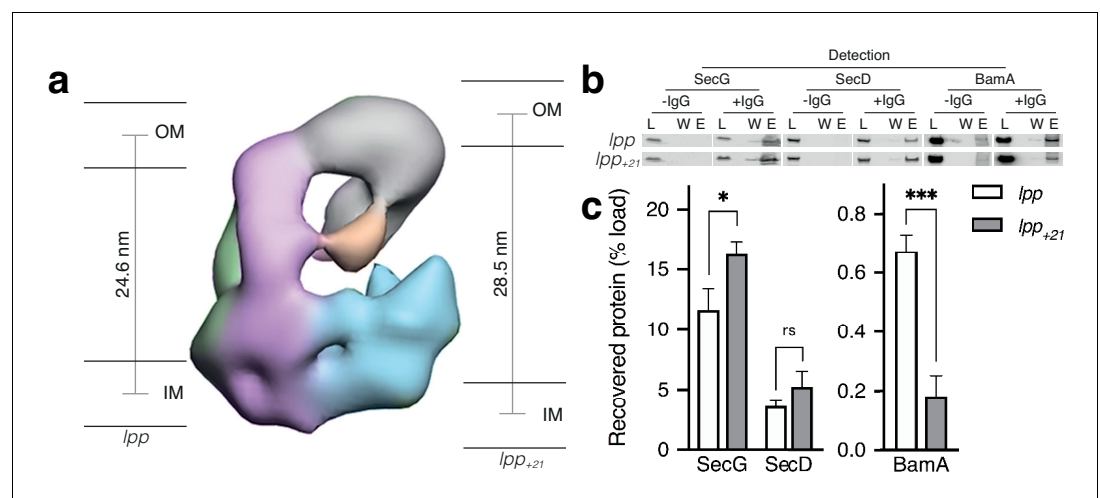 a
OM
24.6 nm
IM
lpp
OM
28.5 nm
IM
lpp+21
b
Detection
SecG SecD BamA
-IgG +IgG -IgG +IgG -IgG +IgG
L W E L W E L W E L W E L W E L W E
lpp
lpp+21
c
Recovered protein (% load)
20
15
10
5
0
*
rs
SecG SecD
0.8
0.6
0.4
0.2
0.0
***
BamA
lpp
lpp+21